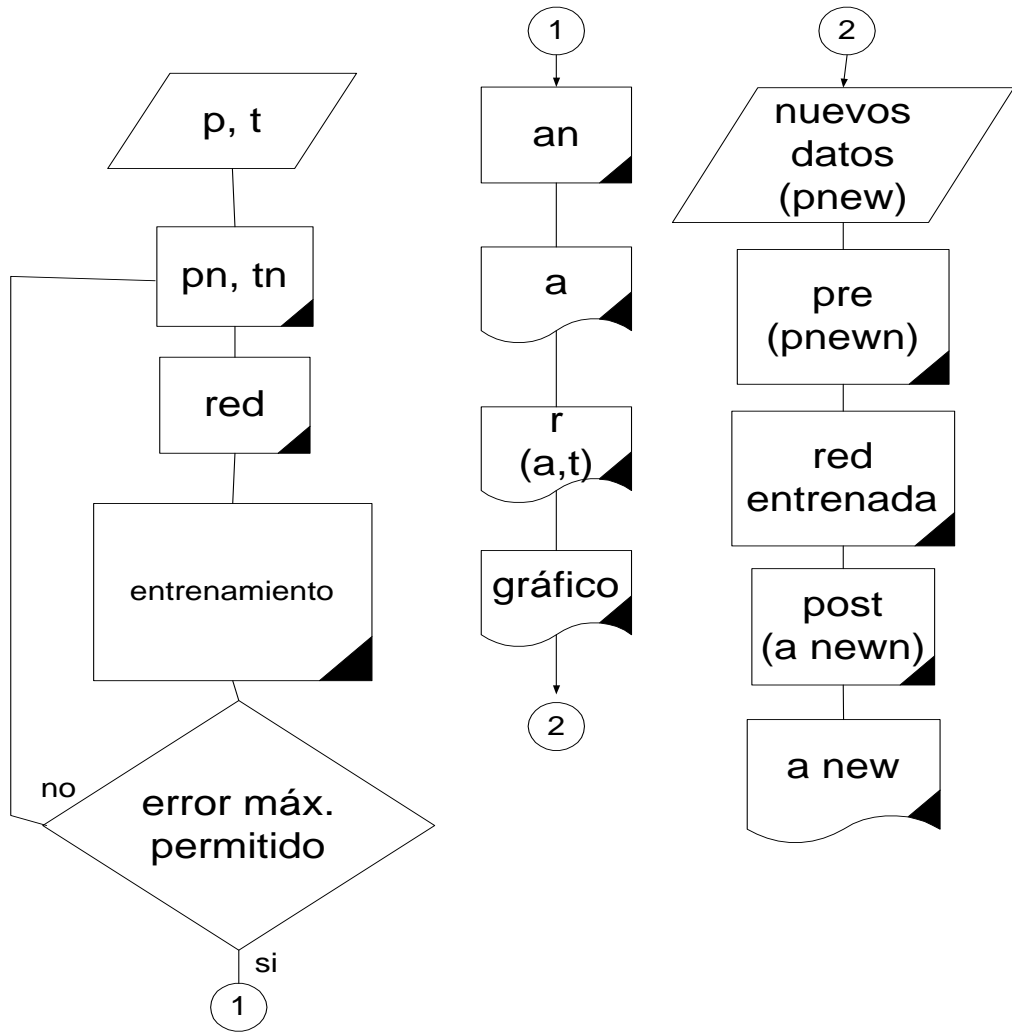 p, t
pn, tn
red
entrenamiento
no
error máx.
permitido
si
1
1
an
a
r
(a,t)
gráfico
2
2
nuevos
datos
(pnew)
pre
(pnewn)
red
entrenada
post
(a newn)
a new